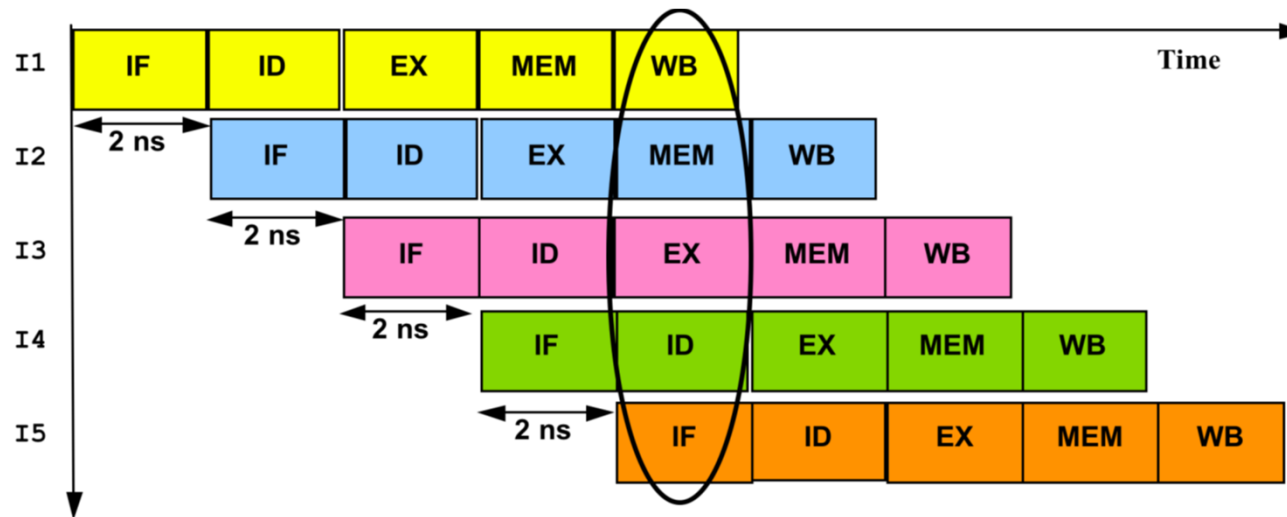 I1 IF ID EX MEM WB Time
2 ns
I2 IF ID EX MEM WB
2 ns
I3 IF ID EX MEM WB
2 ns
I4 IF ID EX MEM WB
2 ns
I5 IF ID EX MEM WB